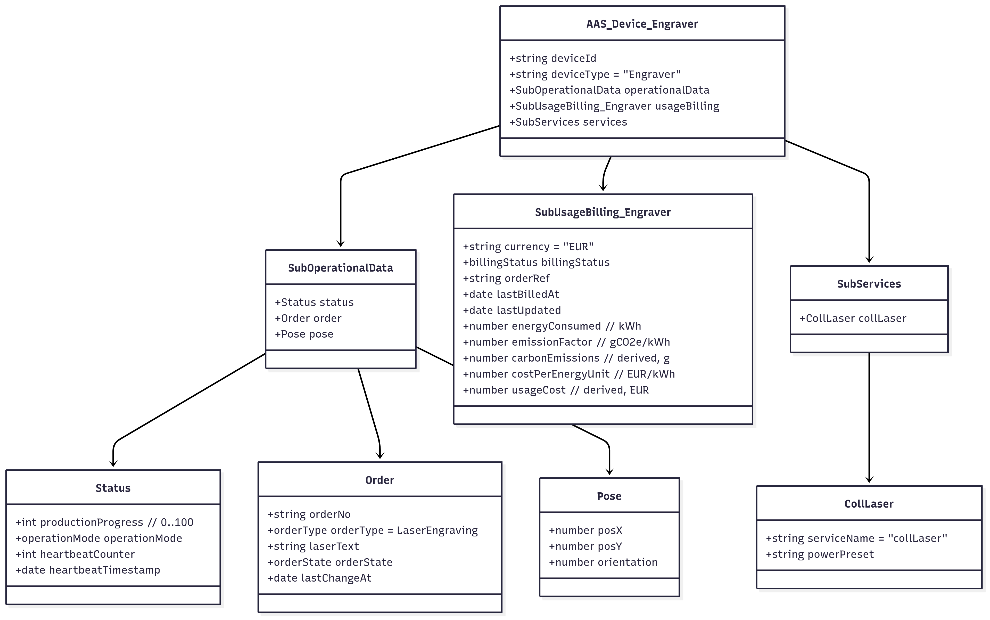 AAS_Device_Engraver
+string deviceId
+string deviceType = "Engraver"
+SubOperationalData operationalData
+SubUsageBilling_Engraver usageBilling
+SubServices services
SubUsageBilling_Engraver
+string currency = "EUR"
+billingStatus billingStatus
+string orderRef
+date lastBilledAt
+date lastUpdated
+number energyConsumed // kWh
+number emissionFactor // gCO2e/kWh
+number carbonEmissions // derived, g
+number costPerEnergyUnit // EUR/kWh
+number usageCost // derived, EUR
SubOperationalData
+Status status
+Order order
+Pose pose
SubServices
+CollLaser collLaser
Status
+int productionProgress // 0..100
+operationMode operationMode
+int heartbeatCounter
+date heartbeatTimestamp
Order
+string orderNo
+orderType orderType = LaserEngraving
+string laserText
+orderState orderState
+date lastChangeAt
Pose
+number posX
+number posY
+number orientation
CollLaser
+string serviceName = "collLaser"
+string powerPreset